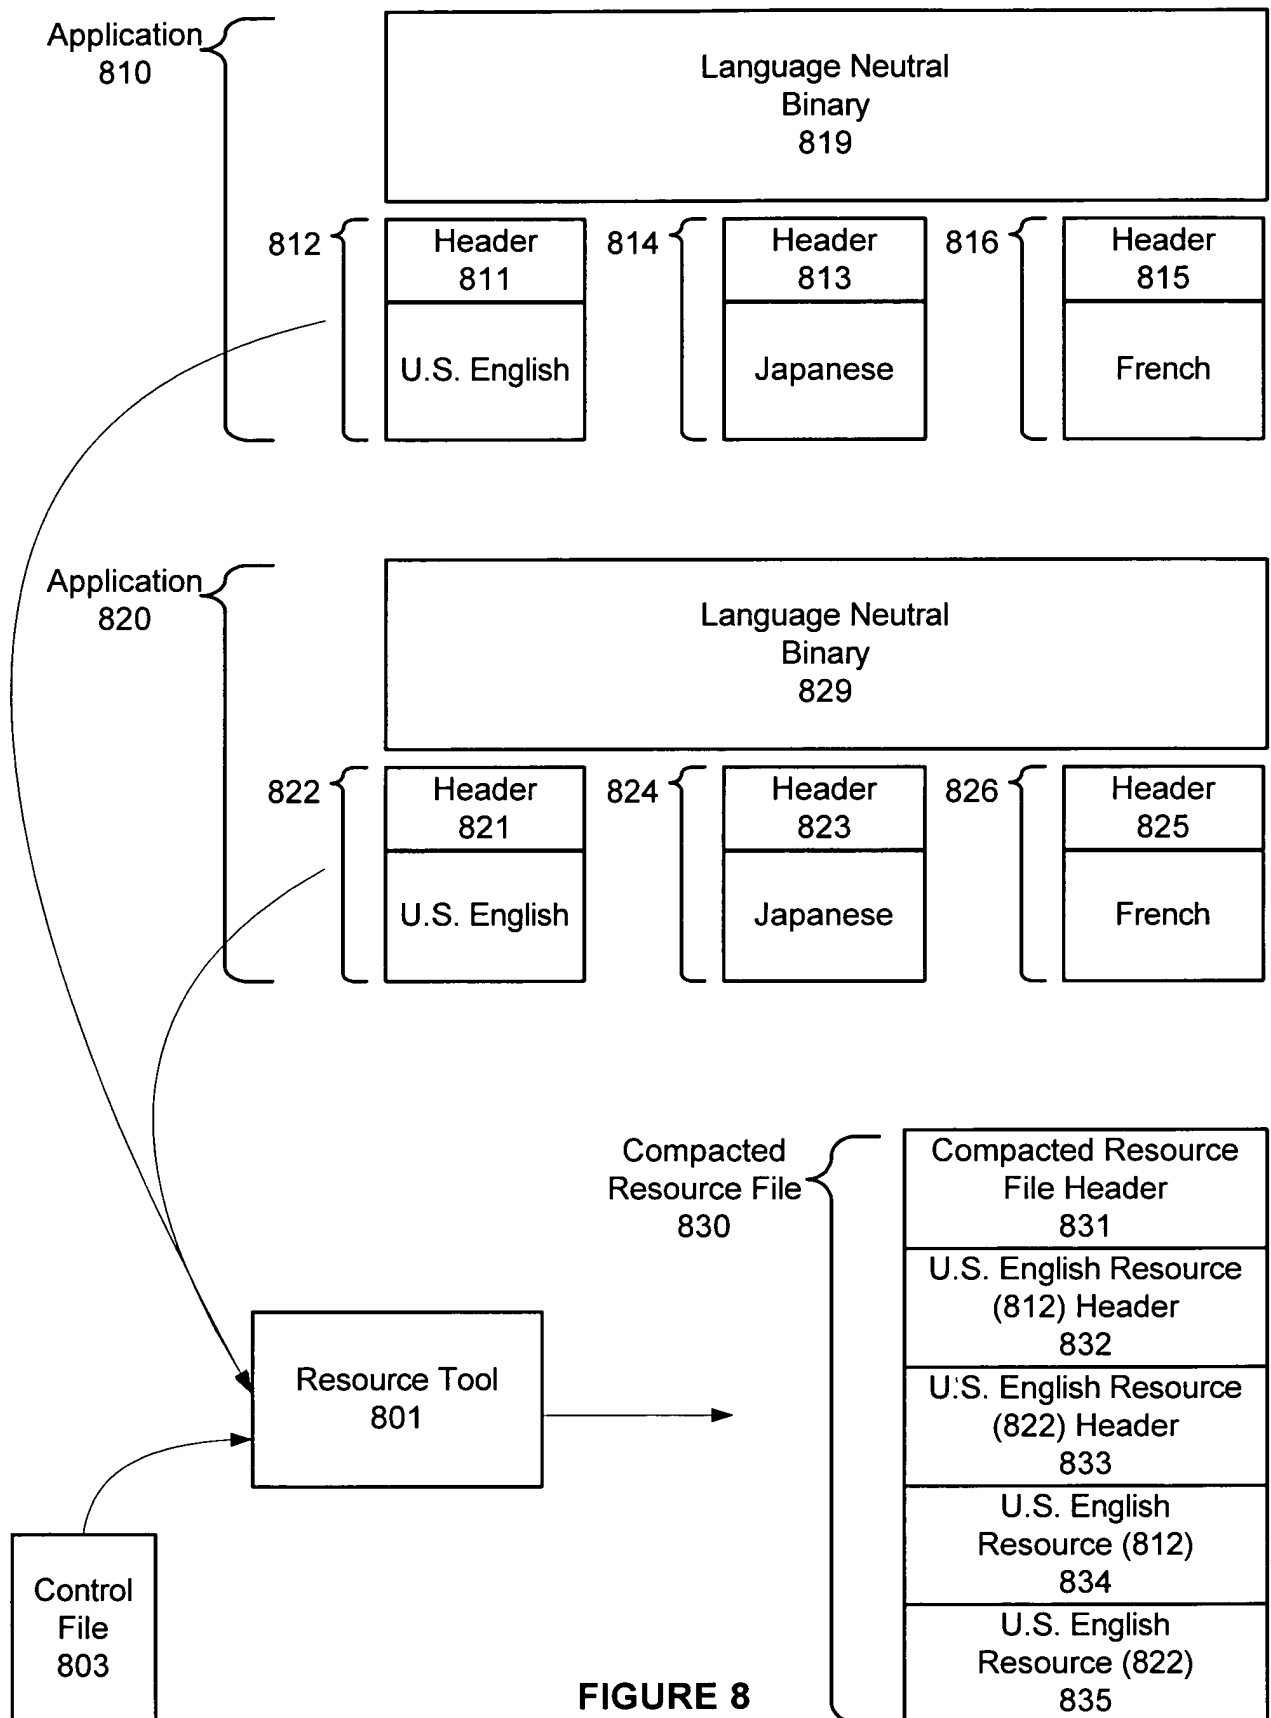 Application
810
Language Neutral
Binary
819
812
Header
811
U.S. English
814
Header
813
Japanese
816
Header
815
French
Application
820
Language Neutral
Binary
829
822
Header
821
U.S. English
824
Header
823
Japanese
826
Header
825
French
Compacted
Resource File
830
Compacted Resource
File Header
831
U.S. English Resource
(812) Header
832
U.S. English Resource
(822) Header
833
U.S. English
Resource (812)
834
U.S. English
Resource (822)
835
Resource Tool
801
Control
File
803
FIGURE 8